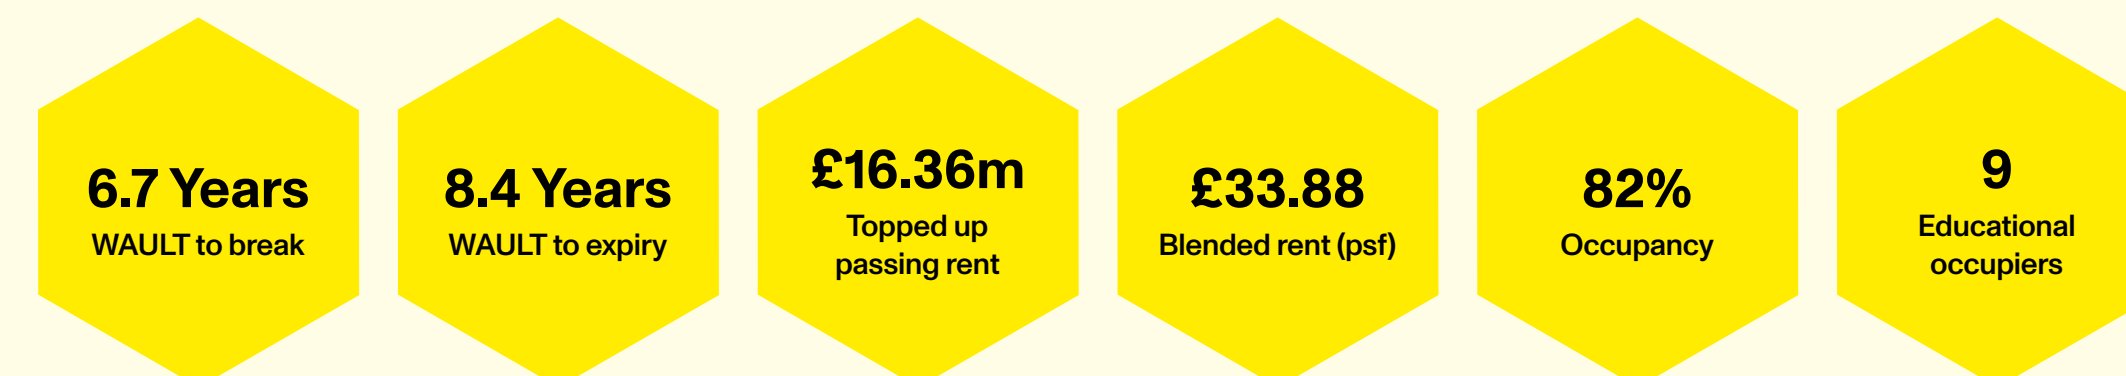 6.7 Years
WAULT to break
8.4 Years
WAULT to expiry
£16.36m
Topped up
passing rent
£33.88
Blended rent (psf)
82%
Occupancy
9
Educational
occupiers